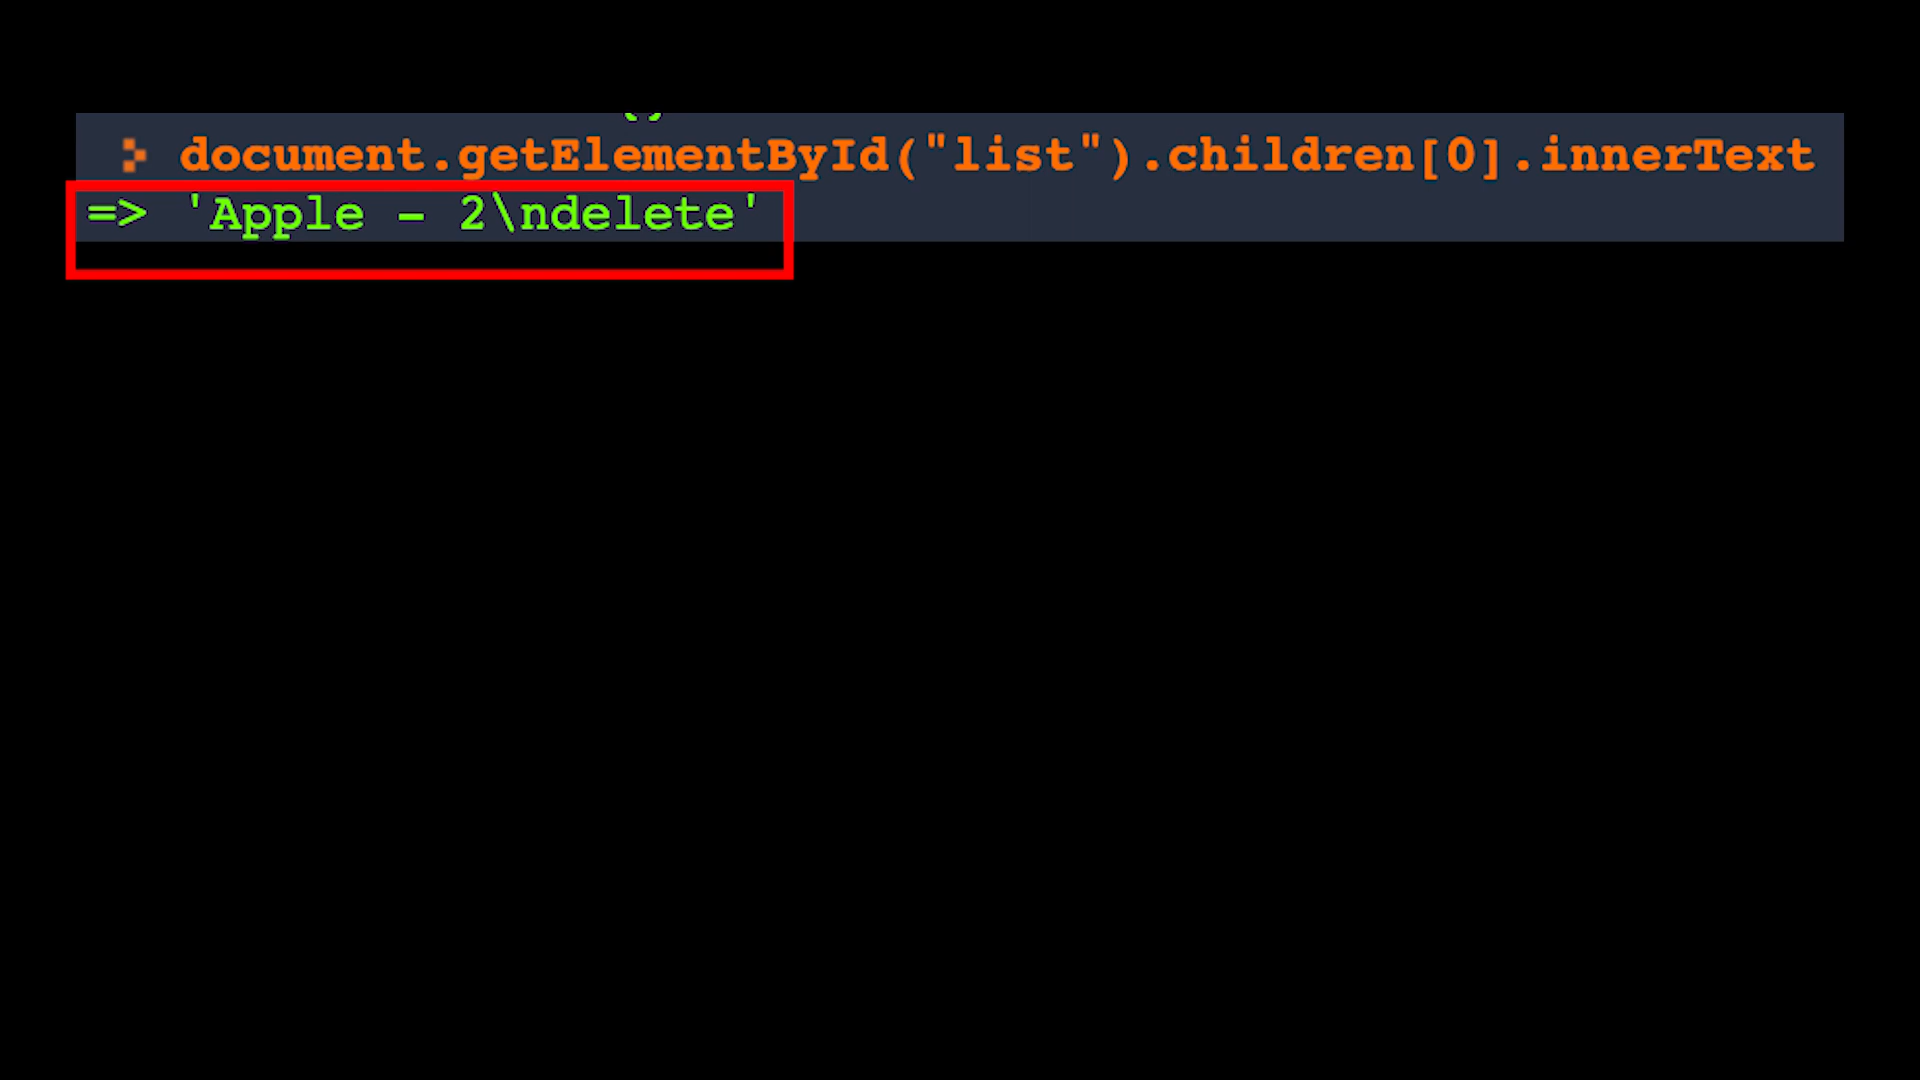 > document.getElementById("list").children[0].innerText
=> 'Apple - 2\ndelete'